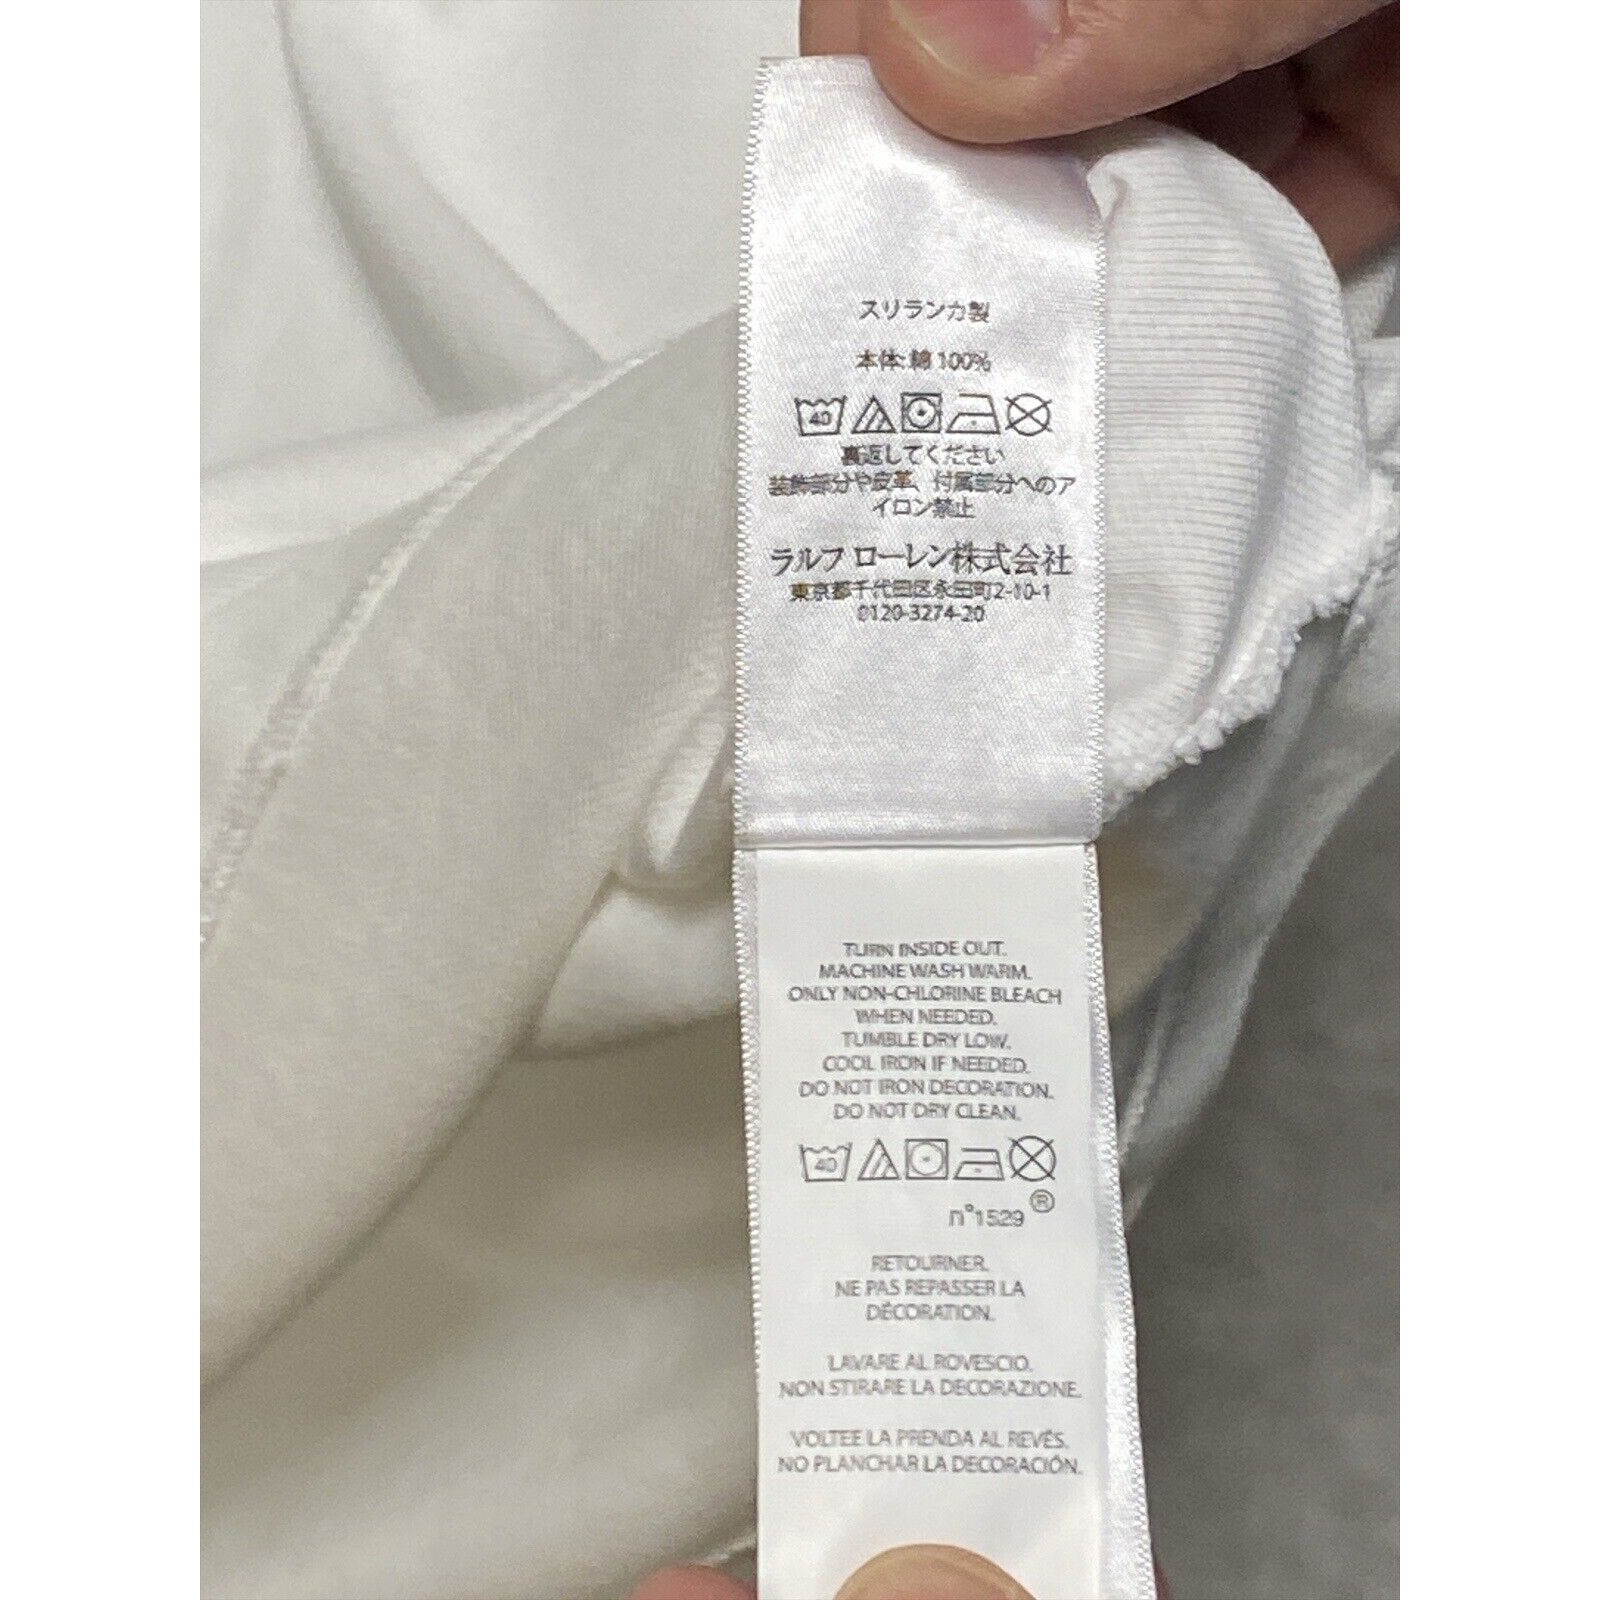 スリランカ製
本体:綿 100%
40
裏返してください
装飾部分や皮革、付属部分へのア
イロン禁止
ラルフ ローレン株式会社
東京都千代田区永田町2-10-1
0120-3274-20
TURN INSIDE OUT.
MACHINE WASH WARM.
ONLY NON-CHLORINE BLEACH
WHEN NEEDED.
TUMBLE DRY LOW.
COOL IRON IF NEEDED.
DO NOT IRON DECORATION.
DO NOT DRY CLEAN.
40
n°1529 ®
RETOURNER.
NE PAS REPASSER LA
DÉCORATION.
LAVARE AL ROVESCIO.
NON STIRARE LA DECORAZIONE.
VOLTEE LA PRENDA AL REVÉS.
NO PLANCHAR LA DECORACIÓN.